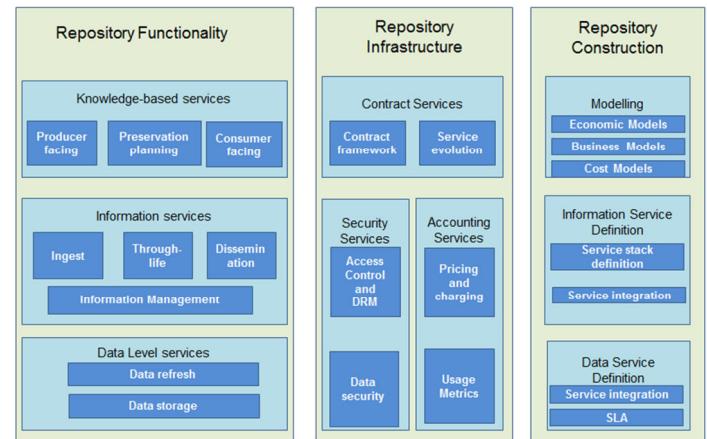 Repository Functionality
Knowledge-based services
Producer
facing
Preservation
planning
Consumer
facing
Information services
Ingest
Through-
life
Dissemin
ation
Information Management
Data Level services
Data refresh
Data storage
Repository
Infrastructure
Contract Services
Contract
framework
Service
evolution
Security
Services
Access
Control
and
DRM
Data
security
Accounting
Services
Pricing
and
charging
Usage
Metrics
Repository
Construction
Modelling
Economic Models
Business Models
Cost Models
Information Service
Definition
Service stack
definition
Service integration
Data Service
Definition
Service integration
SLA